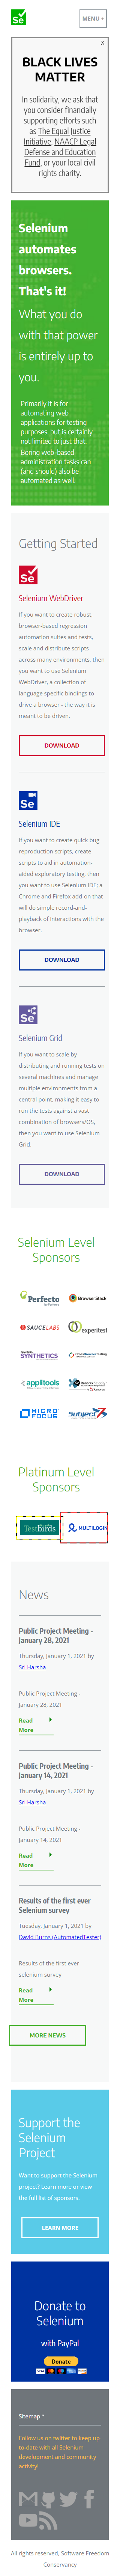 Se
MENU +
X
BLACK LIVES
MATTER
In solidarity, we ask that
you consider financially
supporting efforts such
as The Equal Justice
Initiative, NAACP Legal
Defense and Education
Fund, or your local civil
rights charity.
Selenium
automates
browsers.
That's it!
What you do
with that power
is entirely up to
you.
Primarily it is for
automating web
applications for testing
purposes, but is certainly
not limited to just that.
Boring web-based
administration tasks can
(and should) also be
automated as well.
Getting Started
Se
Selenium WebDriver
If you want to create robust,
browser-based regression
automation suites and tests,
scale and distribute scripts
across many environments, then
you want to use Selenium
WebDriver, a collection of
language specific bindings to
drive a browser - the way it is
meant to be driven.
DOWNLOAD
Se
Selenium IDE
If you want to create quick bug
reproduction scripts, create
scripts to aid in automation-
aided exploratory testing, then
you want to use Selenium IDE; a
Chrome and Firefox add-on that
will do simple record-and-
playback of interactions with the
browser.
DOWNLOAD
Se
Selenium Grid
If you want to scale by
distributing and running tests on
several machines and manage
multiple environments from a
central point, making it easy to
run the tests against a vast
combination of browsers/OS,
then you want to use Selenium
Grid.
DOWNLOAD
Selenium Level
Sponsors
Perfecto
BrowserStack
SAUCELABS
experitest
SYNTHETICS
CrossBrowserTesting
applitools
MICRO
FOCUS
SUBJECT7
Platinum Level
Sponsors
Testbirds
MULTILOGIN
News
Public Project Meeting -
January 28, 2021
Thursday, January 1, 2021 by
Sri Harsha
Public Project Meeting -
January 28, 2021
Read
More
Public Project Meeting -
January 14, 2021
Thursday, January 1, 2021 by
Sri Harsha
Public Project Meeting -
January 14, 2021
Read
More
Results of the first ever
Selenium survey
Tuesday, January 1, 2021 by
David Burns (AutomatedTester)
Results of the first ever
selenium survey
Read
More
MORE NEWS
Support the
Selenium
Project
Want to support the Selenium
project? Learn more or view
the full list of sponsors.
LEARN MORE
Donate to
Selenium
with PayPal
Donate
Sitemap
Follow us on twitter to keep up-
to-date with all Selenium
development and community
activity!
All rights reserved, Software Freedom
Conservancy